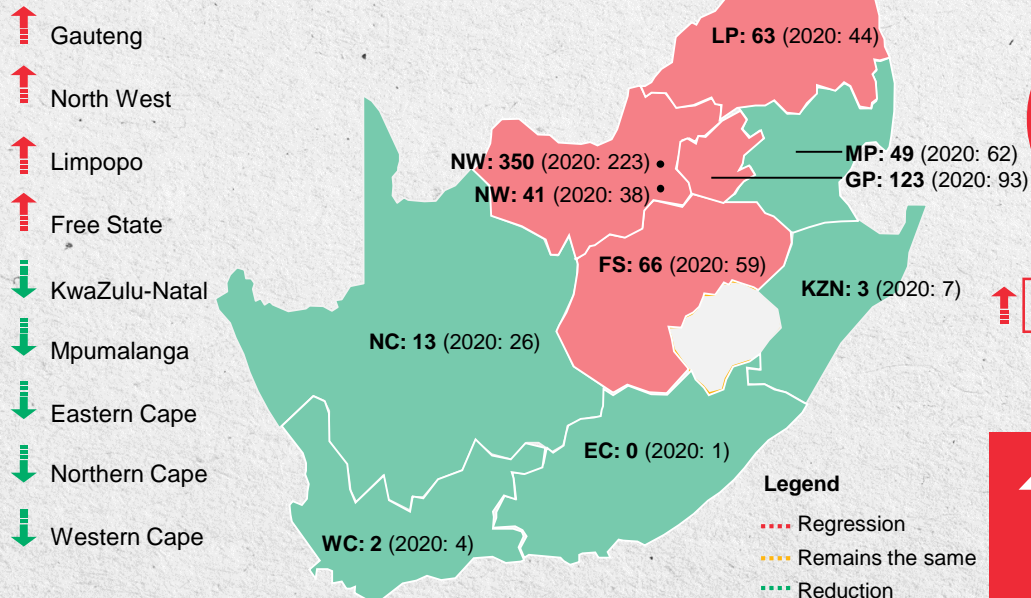 Gauteng
North West
Limpopo
Free State
KwaZulu-Natal
Mpumalanga
Eastern Cape
Northern Cape
Western Cape
LP: 63 (2020: 44)
NW: 350 (2020: 223)
NW: 41 (2020: 38)
MP: 49 (2020: 62)
GP: 123 (2020: 93)
FS: 66 (2020: 59)
KZN: 3 (2020: 7)
NC: 13 (2020: 26)
EC: 0 (2020: 1)
WC: 2 (2020: 4)
Legend
Regression
Remains the same
Reduction